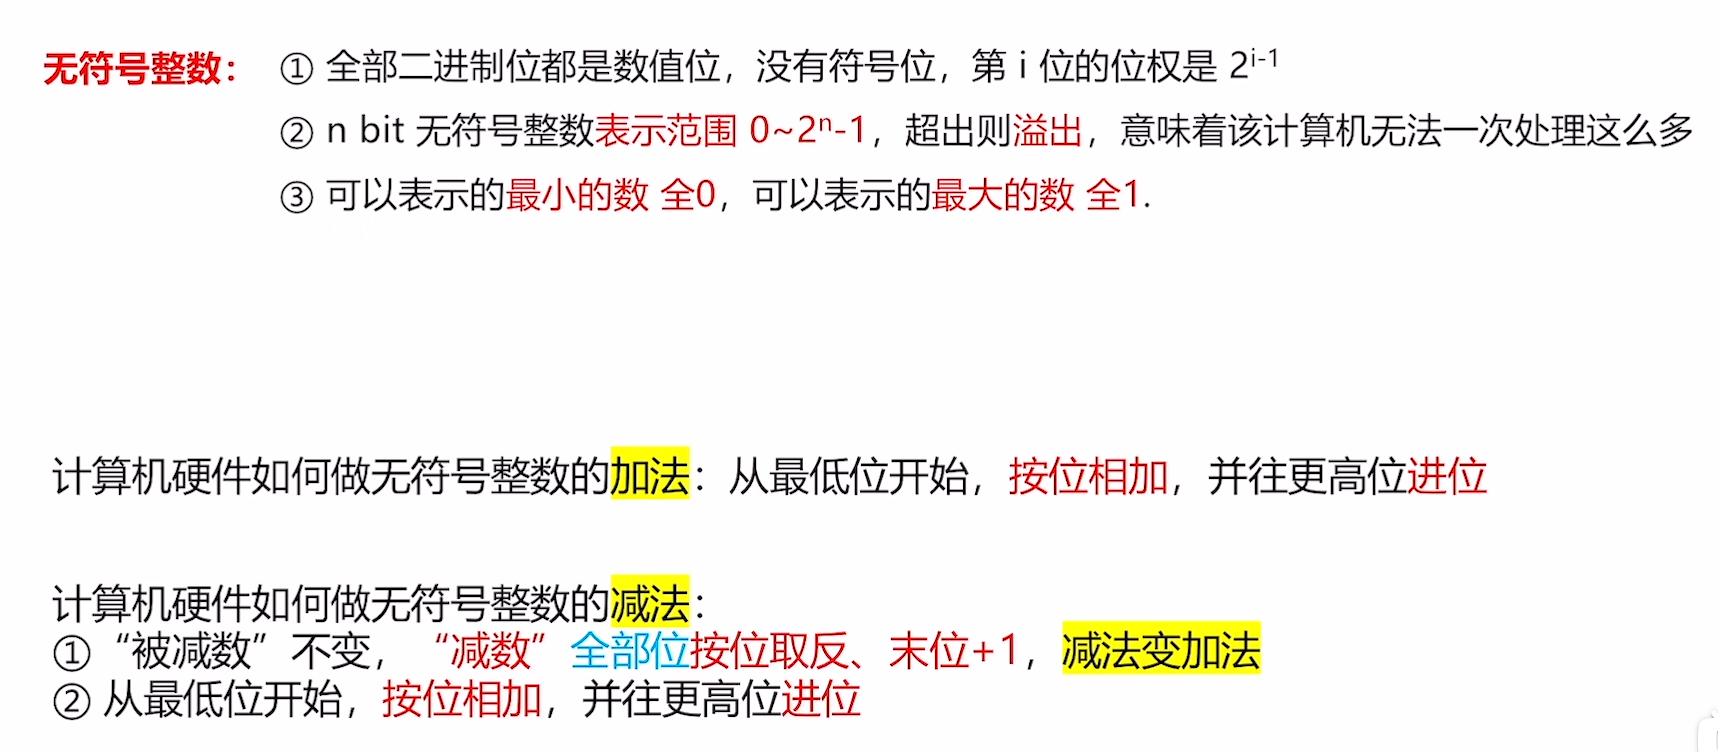 无符号整数： ① 全部二进制位都是数值位，没有符号位，第 i 位的位权是 2ⁱ⁻¹
② n bit 无符号整数表示范围 0~2ⁿ-1，超出则溢出，意味着该计算机无法一次处理这么多
③ 可以表示的最小的数 全0，可以表示的最大的数 全1.
计算机硬件如何做无符号整数的加法：从最低位开始，按位相加，并往更高位进位
计算机硬件如何做无符号整数的减法：
①“被减数”不变，“减数”全部位按位取反、末位+1，减法变加法
② 从最低位开始，按位相加，并往更高位进位